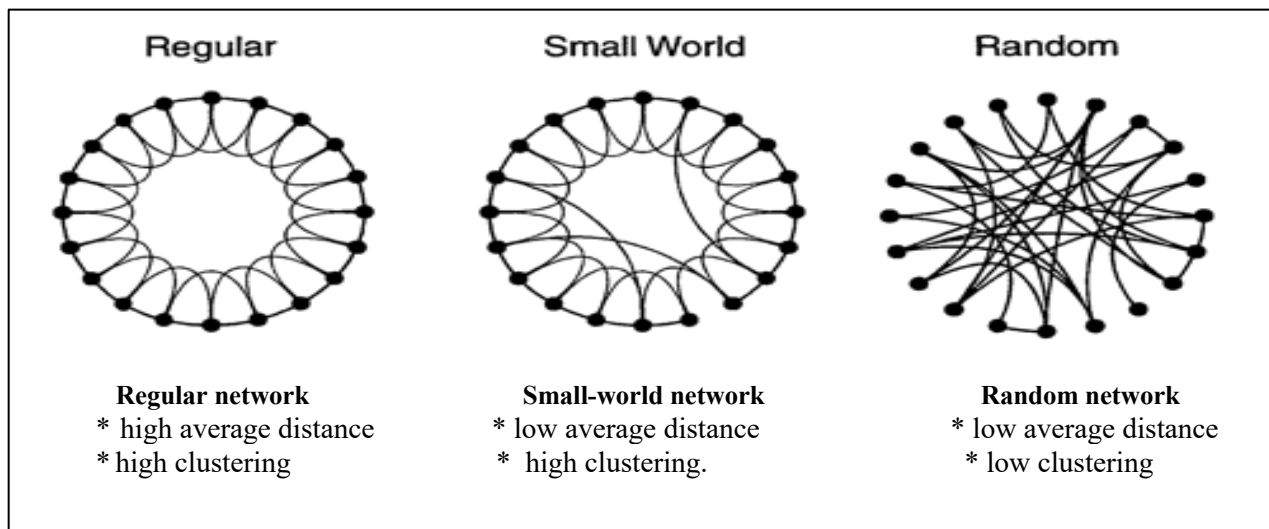 Regular
Small World
Random
Regular network
* high average distance
* high clustering
Small-world network
* low average distance
* high clustering.
Random network
* low average distance
* low clustering